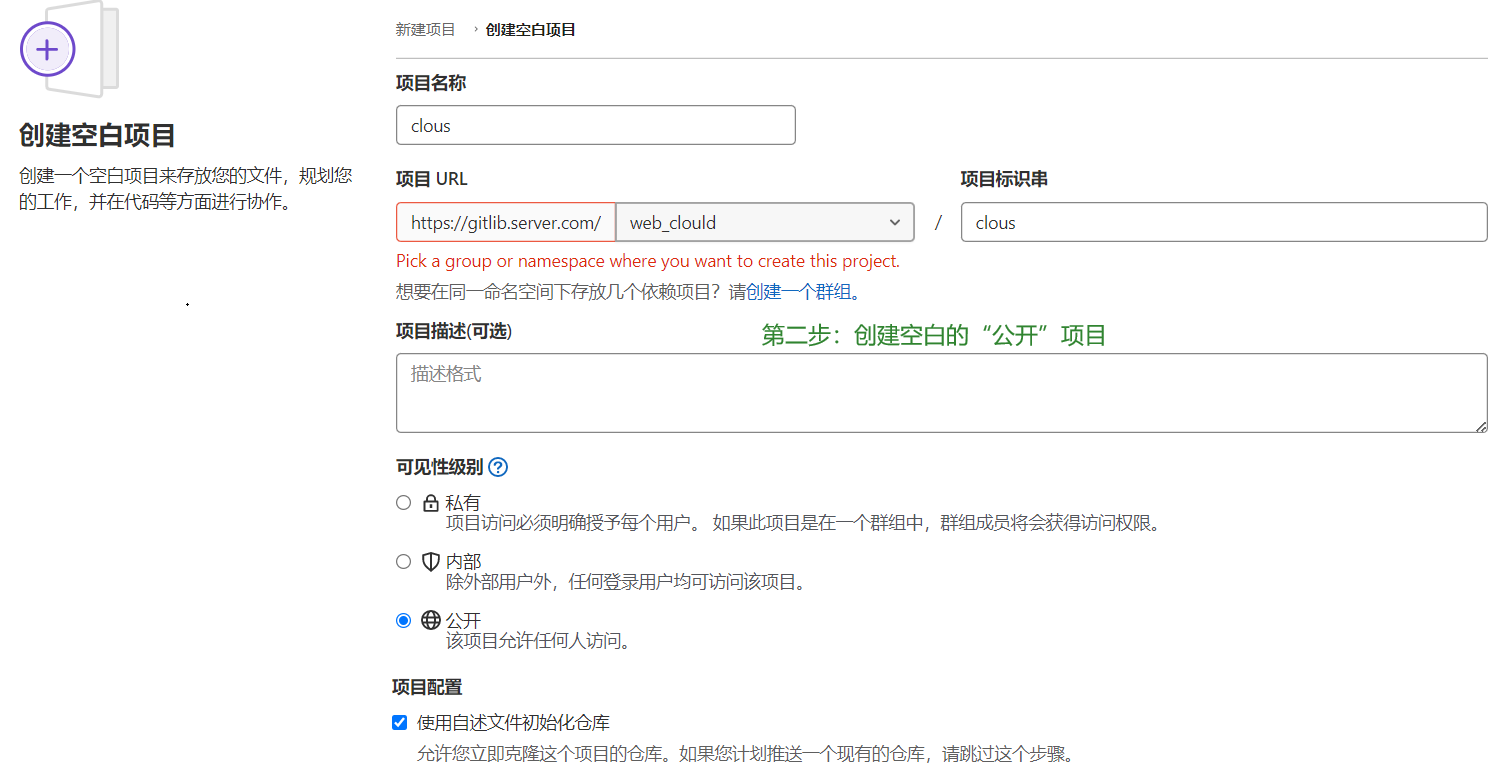 新建项目 › 创建空白项目
创建空白项目
创建一个空白项目来存放您的文件，规划您
的工作，并在代码等方面进行协作。
项目名称
clous
项目 URL
项目标识串
https://gitlib.server.com/ web_clould / clous
Pick a group or namespace where you want to create this project.
想要在同一命名空间下存放几个依赖项目？请创建一个群组。
项目描述(可选)
第二步：创建空白的“公开”项目
描述格式
可见性级别
私有
项目访问必须明确授予每个用户。 如果此项目是在一个群组中，群组成员将会获得访问权限。
内部
除外部用户外，任何登录用户均可访问该项目。
公开
该项目允许任何人访问。
项目配置
使用自述文件初始化仓库
允许您立即克隆这个项目的仓库。如果您计划推送一个现有的仓库，请跳过这个步骤。